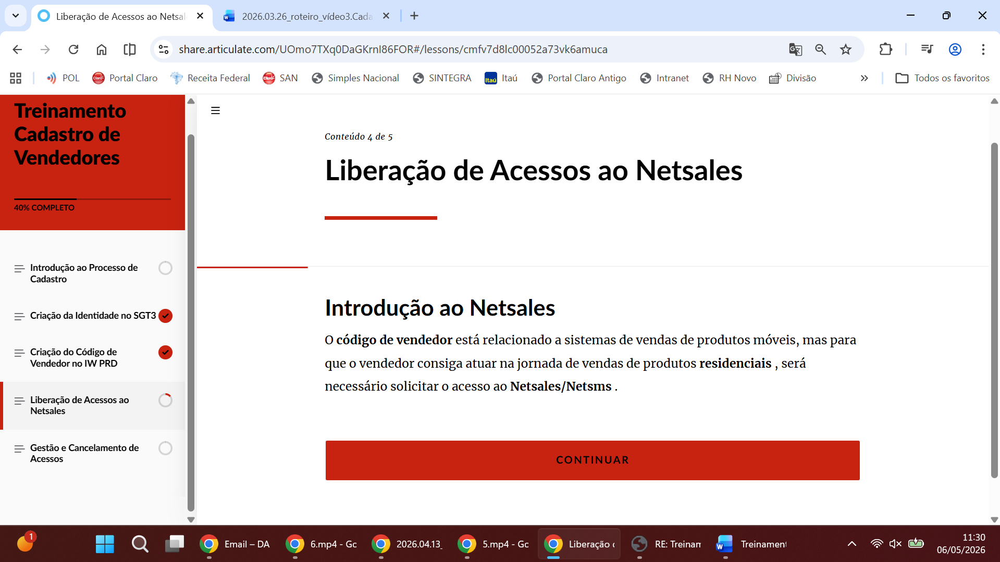 Liberação de Acessos ao Netsal
2026.03.26_roteiro_vídeo3.Cada
share.articulate.com/UOmo7TXq0DaGKrnI86FOR#/lessons/cmfv7d8lc00052a73vk6amuca
POL
Portal Claro
Receita Federal
SAN
Simples Nacional
SINTEGRA
Itaú
Portal Claro Antigo
Intranet
RH Novo
Divisão
Todos os favoritos
Treinamento
Cadastro de
Vendedores
40% COMPLETO
Introdução ao Processo de
Cadastro
Criação da Identidade no SGT3
Criação do Código de
Vendedor no IW PRD
Liberação de Acessos ao
Netsales
Gestão e Cancelamento de
Acessos
Conteúdo 4 de 5
Liberação de Acessos ao Netsales
Introdução ao Netsales
O código de vendedor está relacionado a sistemas de vendas de produtos móveis, mas para
que o vendedor consiga atuar na jornada de vendas de produtos residenciais , será
necessário solicitar o acesso ao Netsales/Netsms .
CONTINUAR
1
Email – DA
6.mp4 - Gc
2026.04.13_
5.mp4 - Gc
Liberação c
RE: Treinam
Treinament
11:30
06/05/2026